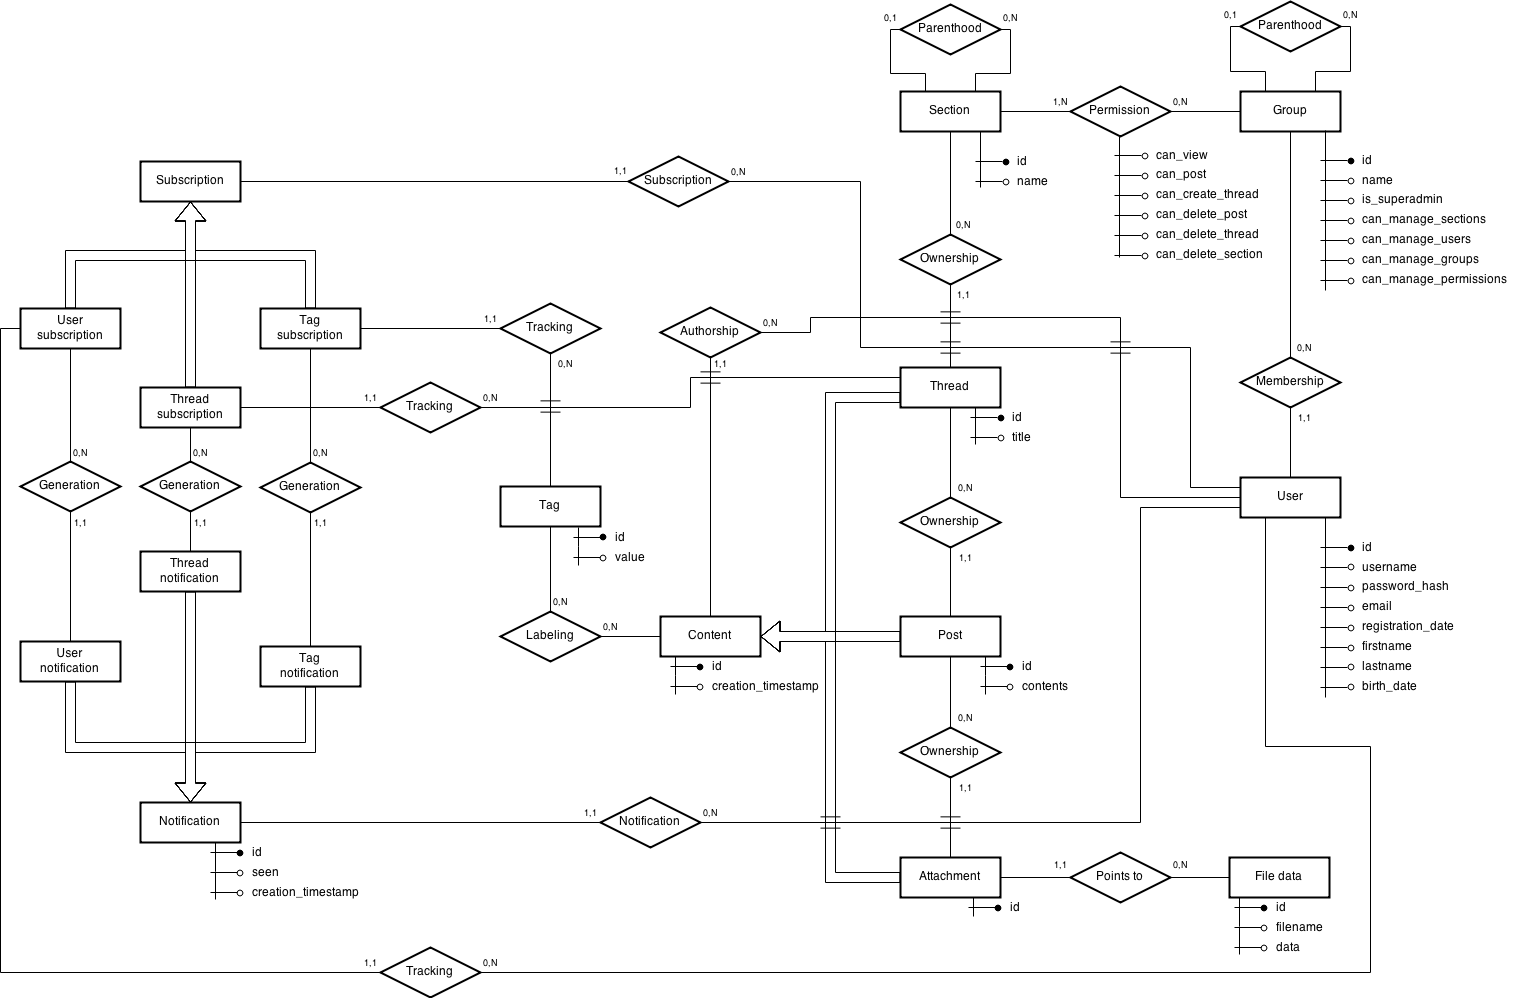 0,1
Parenthood
0,N
0,1
Parenthood
0,N
Section
1,N
Permission
0,N
Group
id
name
can_view
can_post
can_create_thread
can_delete_post
can_delete_thread
can_delete_section
id
name
is_superadmin
can_manage_sections
can_manage_users
can_manage_groups
can_manage_permissions
Subscription
1,1
Subscription
0,N
0,N
Ownership
1,1
User
subscription
Tag
subscription
1,1
Tracking
0,N
Authorship
0,N
1,1
Thread
subscription
1,1
Tracking
0,N
Thread
id
title
0,N
Membership
1,1
0,N
Generation
1,1
0,N
Generation
1,1
0,N
Generation
1,1
Tag
id
value
0,N
Ownership
1,1
User
id
username
password_hash
email
registration_date
firstname
lastname
birth_date
Thread
notification
User
notification
Tag
notification
0,N
Labeling
0,N
Content
id
creation_timestamp
Post
id
contents
0,N
Ownership
1,1
Notification
id
seen
creation_timestamp
1,1
Notification
0,N
Attachment
id
1,1
Points to
0,N
File data
id
filename
data
1,1
Tracking
0,N